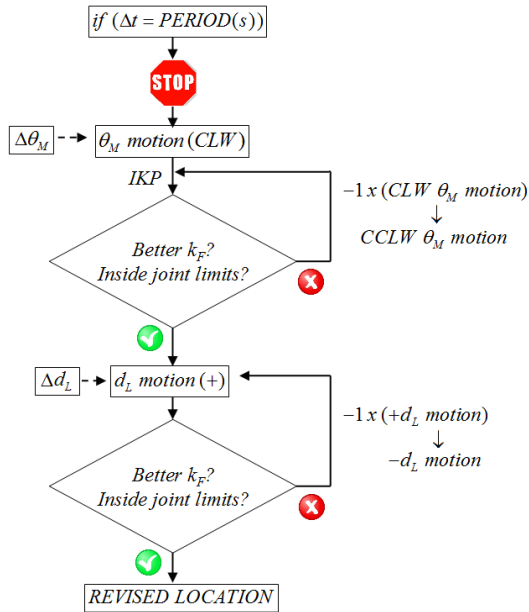 if (Δt = PERIOD(s))
STOP
Δθ_M
θ_M motion (CLW)
IKP
−1 x (CLW θ_M motion)
↓
CCLW θ_M motion
Better k_F?
Inside joint limits?
Δd_L
d_L motion (+)
−1 x (+d_L motion)
↓
−d_L motion
Better k_F?
Inside joint limits?
REVISED LOCATION